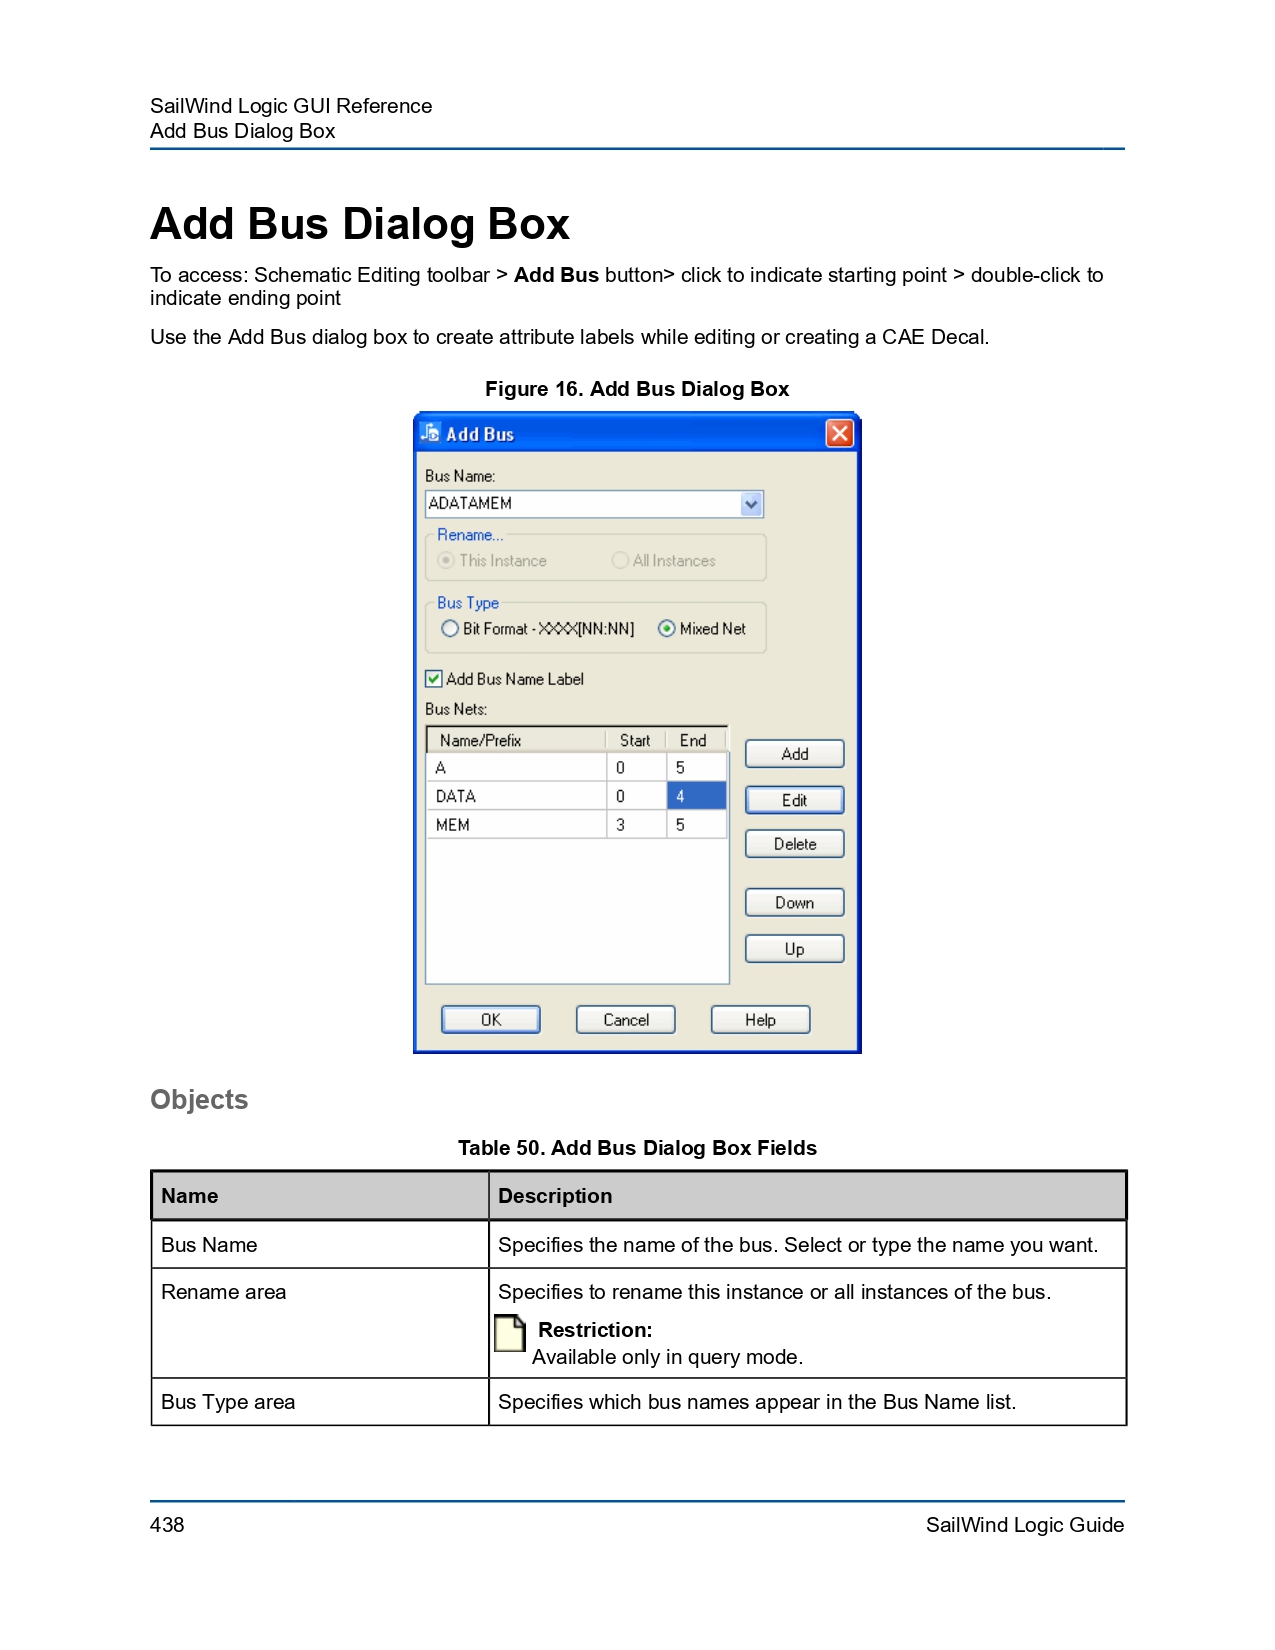 SailWind Logic GUI Reference
Add Bus Dialog Box
Add Bus Dialog Box
To access: Schematic Editing toolbar > Add Bus button> click to indicate starting point > double-click to
indicate ending point
Use the Add Bus dialog box to create attribute labels while editing or creating a CAE Decal.
Figure 16. Add Bus Dialog Box
Add Bus
Bus Name:
ADATAMEM
Rename...
This Instance All Instances
Bus Type
Bit Format - XXXX[NN:NN] Mixed Net
Add Bus Name Label
Bus Nets:
Name/Prefix Start End
Add
A 0 5
DATA 0 4
Edit
MEM 3 5
Delete
Down
Up
OK Cancel Help
Objects
Table 50. Add Bus Dialog Box Fields
Name Description
Bus Name Specifies the name of the bus. Select or type the name you want.
Rename area Specifies to rename this instance or all instances of the bus.
Restriction:
Available only in query mode.
Bus Type area Specifies which bus names appear in the Bus Name list.
438 SailWind Logic Guide